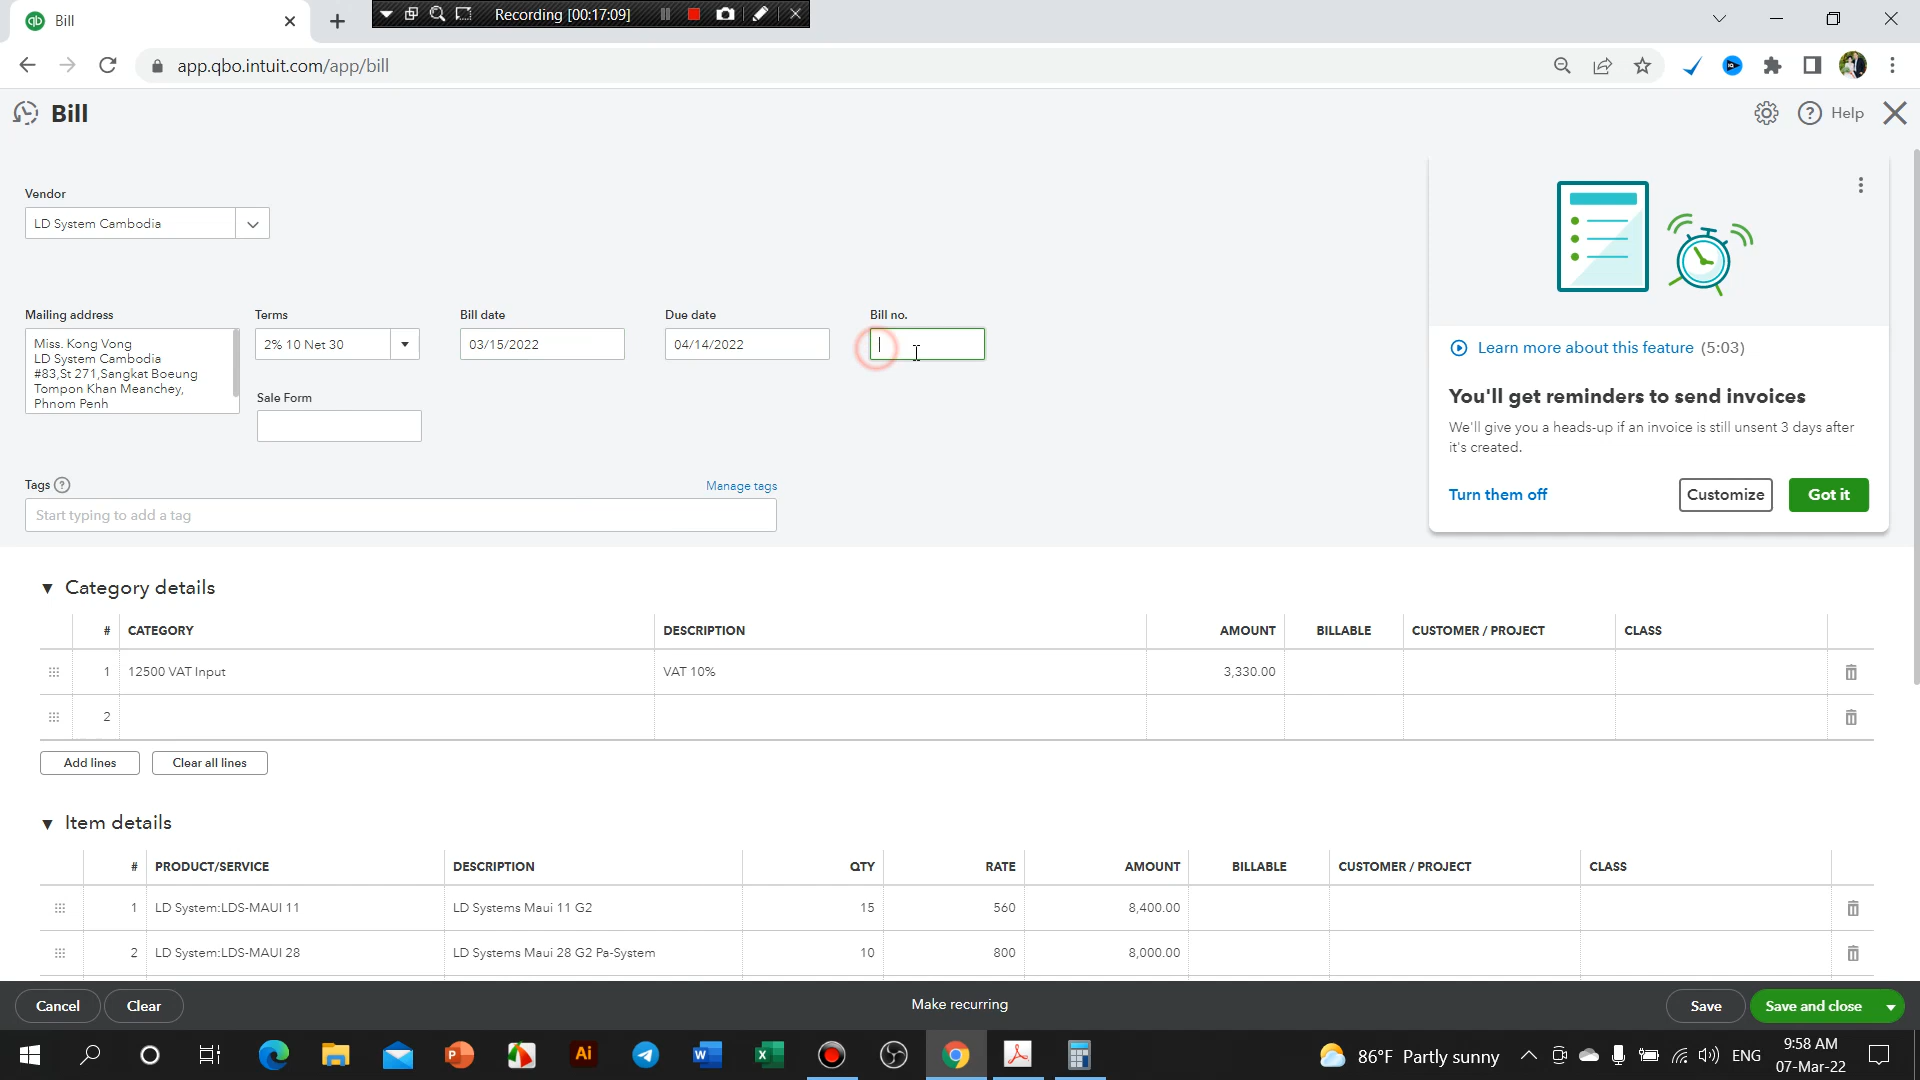 Bill
Recording [00:17:09]
app.qbo.intuit.com/app/bill
Bill
Help
Vendor
LD System Cambodia
Mailing address
Terms
Bill date
Due date
Bill no.
Miss. Kong Vong
LD System Cambodia
#83,St 271,Sangkat Boeung
Tompon Khan Meanchey,
Phnom Penh
2% 10 Net 30
03/15/2022
04/14/2022
Sale Form
Tags
Manage tags
Start typing to add a tag
Learn more about this feature (5:03)
You'll get reminders to send invoices
We'll give you a heads-up if an invoice is still unsent 3 days after
it's created.
Turn them off
Customize
Got it
Category details
# CATEGORY DESCRIPTION AMOUNT BILLABLE CUSTOMER / PROJECT CLASS
1 12500 VAT Input VAT 10% 3,330.00
2
Add lines
Clear all lines
Item details
# PRODUCT/SERVICE DESCRIPTION QTY RATE AMOUNT BILLABLE CUSTOMER / PROJECT CLASS
1 LD System:LDS-MAUI 11 LD Systems Maui 11 G2 15 560 8,400.00
2 LD System:LDS-MAUI 28 LD Systems Maui 28 G2 Pa-System 10 800 8,000.00
Cancel
Clear
Make recurring
Save
Save and close
86°F Partly sunny
ENG
9:58 AM
07-Mar-22